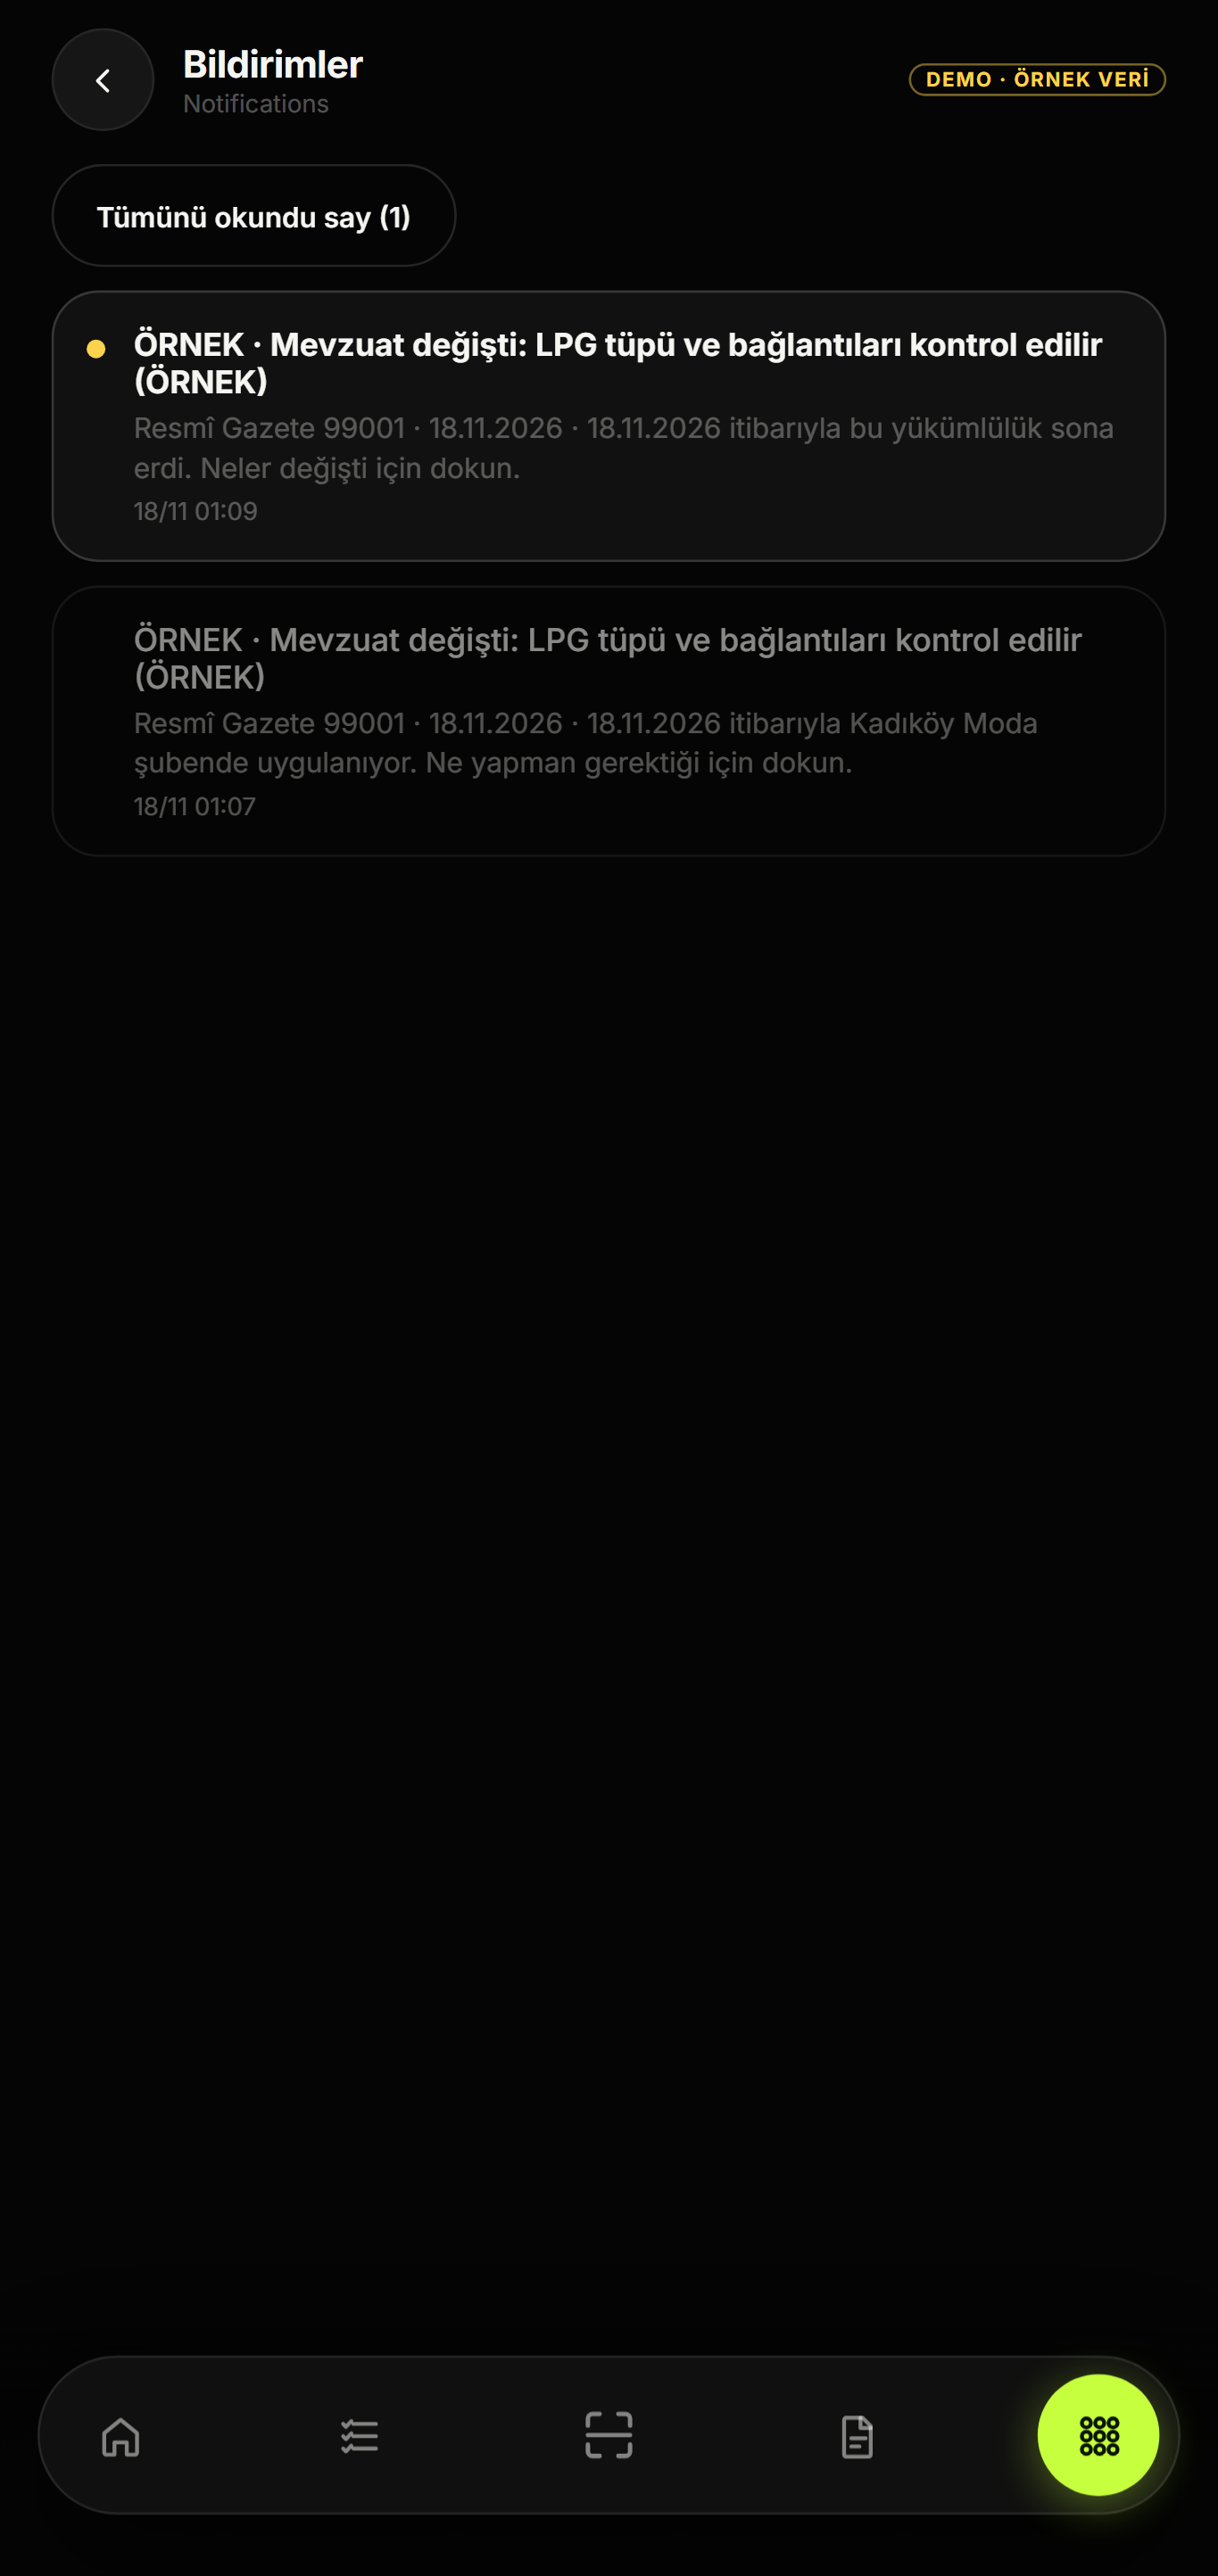 Bildirimler
Notifications
DEMO · ÖRNEK VERİ
Tümünü okundu say (1)
ÖRNEK · Mevzuat değişti: LPG tüpü ve bağlantıları kontrol edilir
(ÖRNEK)
Resmî Gazete 99001 · 18.11.2026 · 18.11.2026 itibarıyla bu yükümlülük sona
erdi. Neler değişti için dokun.
18/11 01:09
ÖRNEK · Mevzuat değişti: LPG tüpü ve bağlantıları kontrol edilir
(ÖRNEK)
Resmî Gazete 99001 · 18.11.2026 · 18.11.2026 itibarıyla Kadıköy Moda
şubende uygulanıyor. Ne yapman gerektiği için dokun.
18/11 01:07